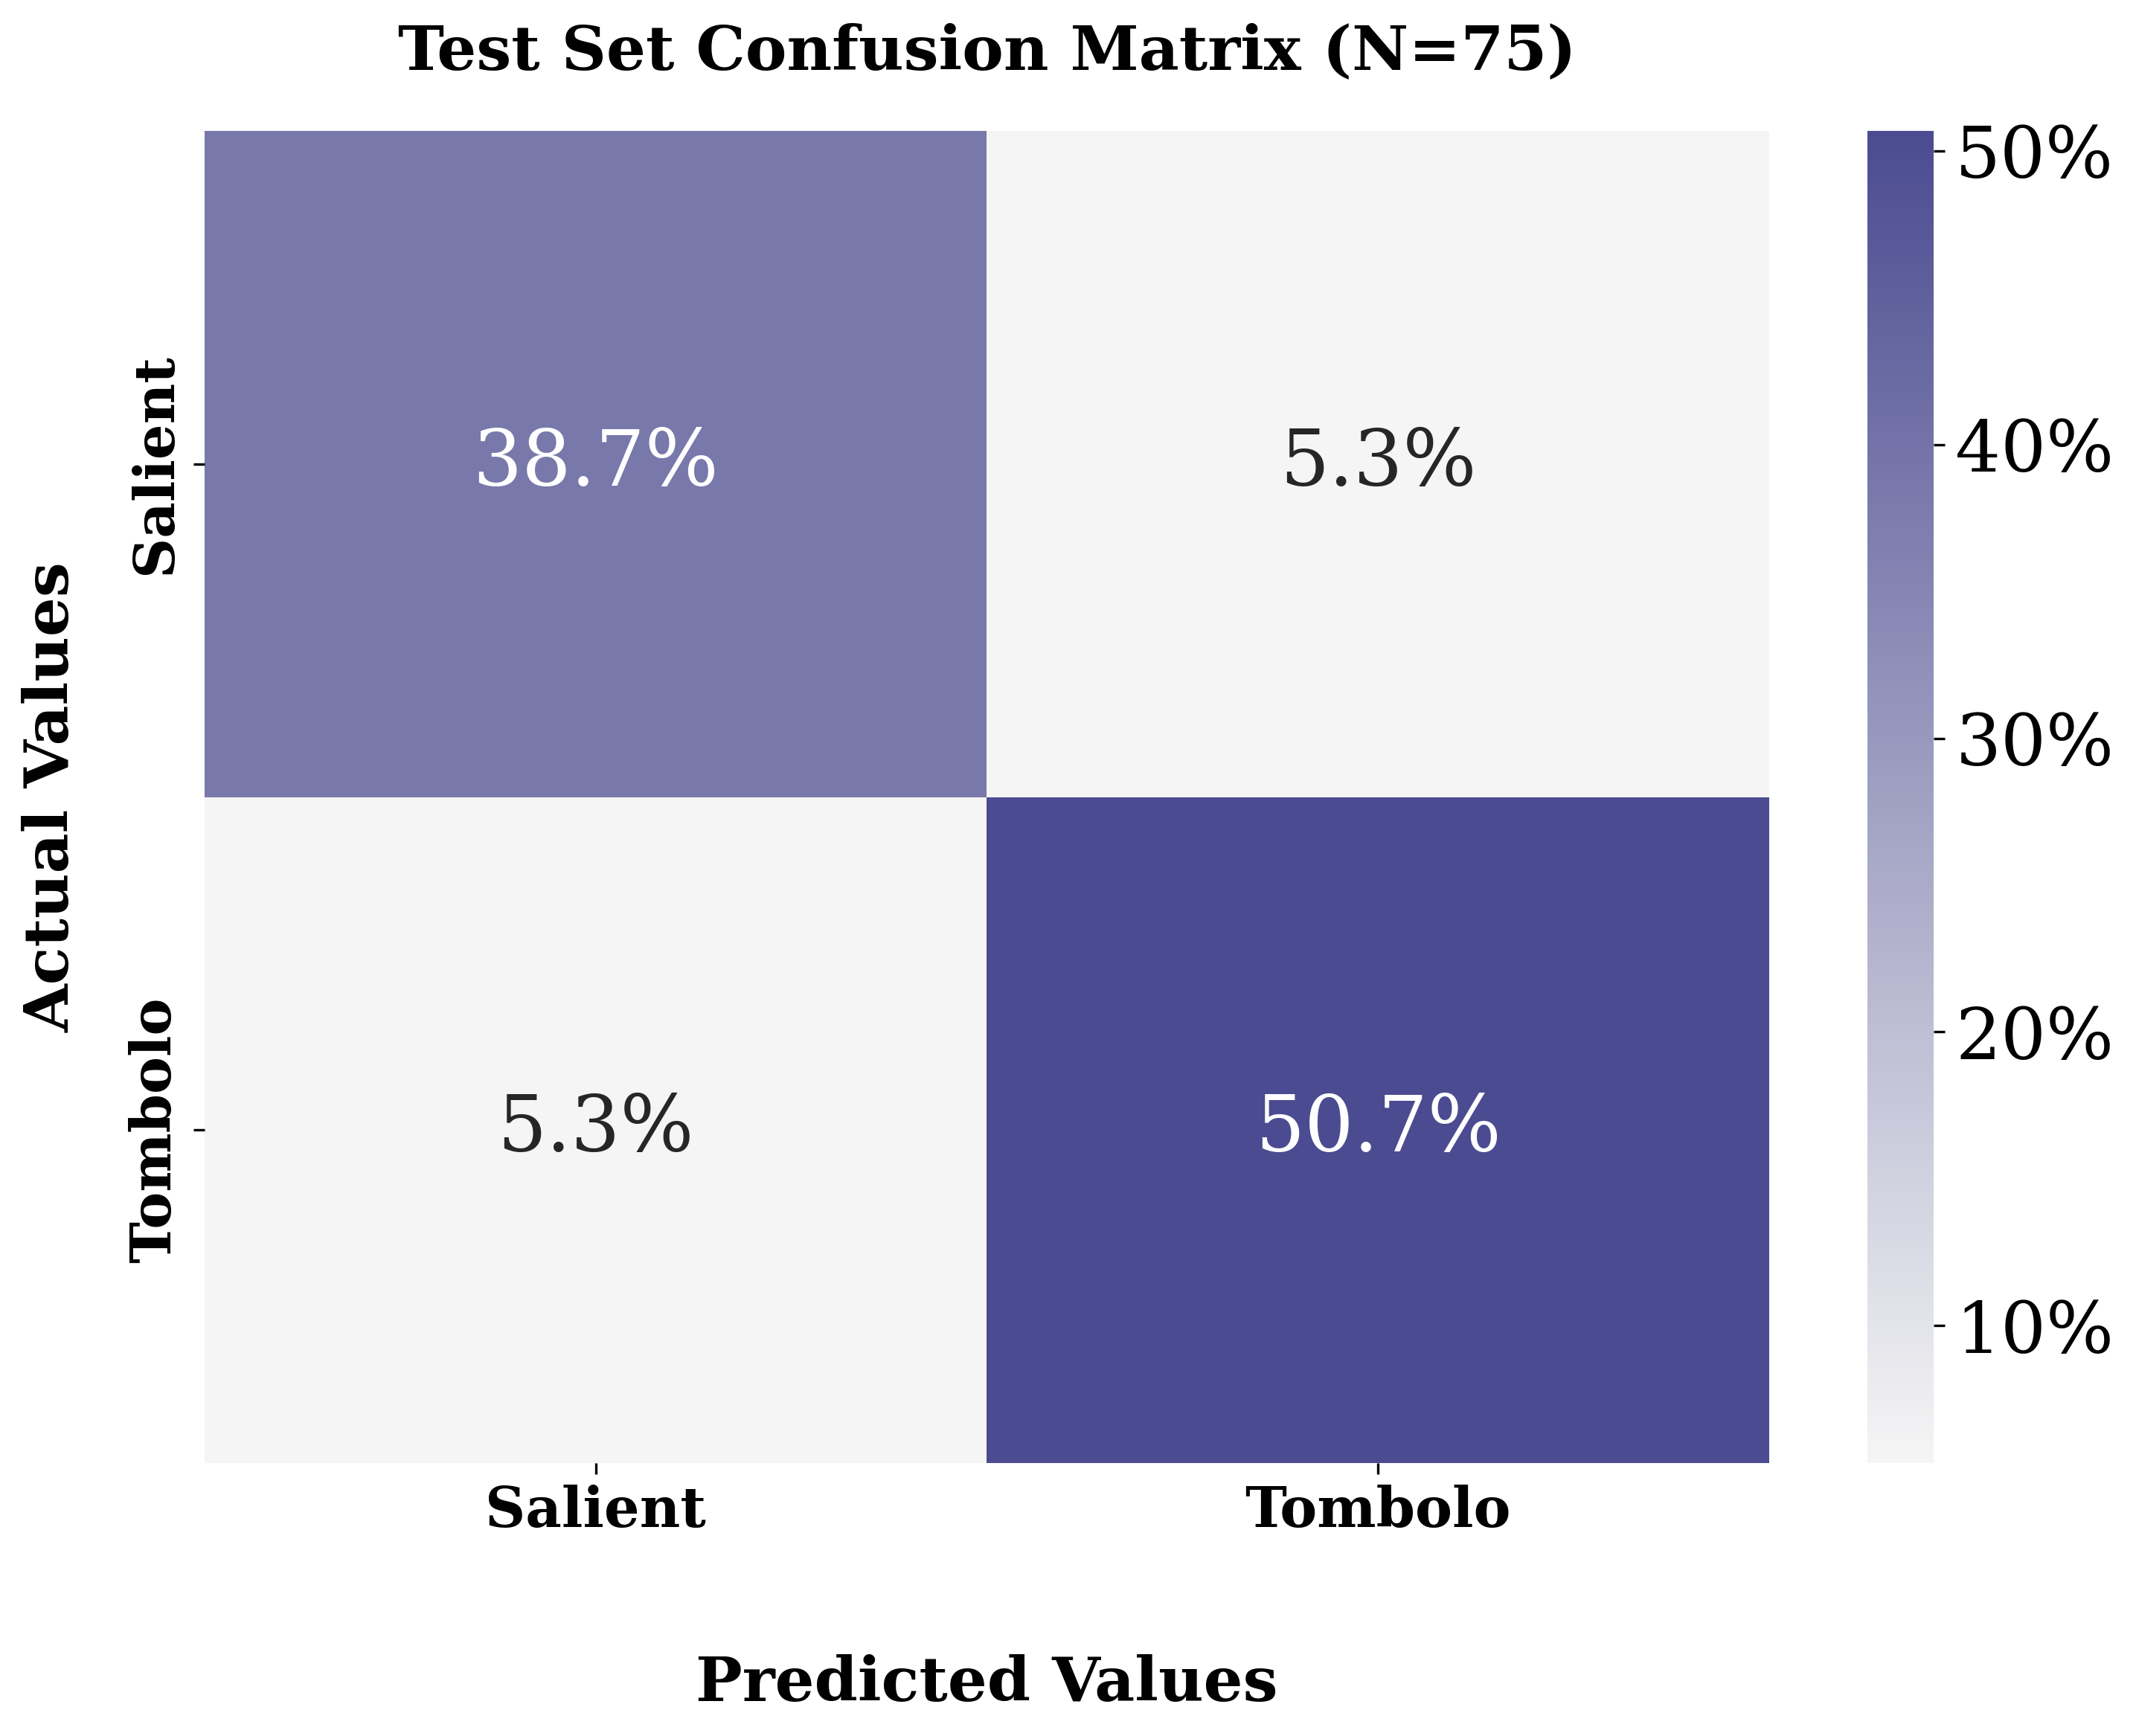 Test Set Confusion Matrix (N=75)
Actual Values
Salient
38.7%
5.3%
Tombolo
5.3%
50.7%
Salient
Tombolo
Predicted Values
50%
40%
30%
20%
10%